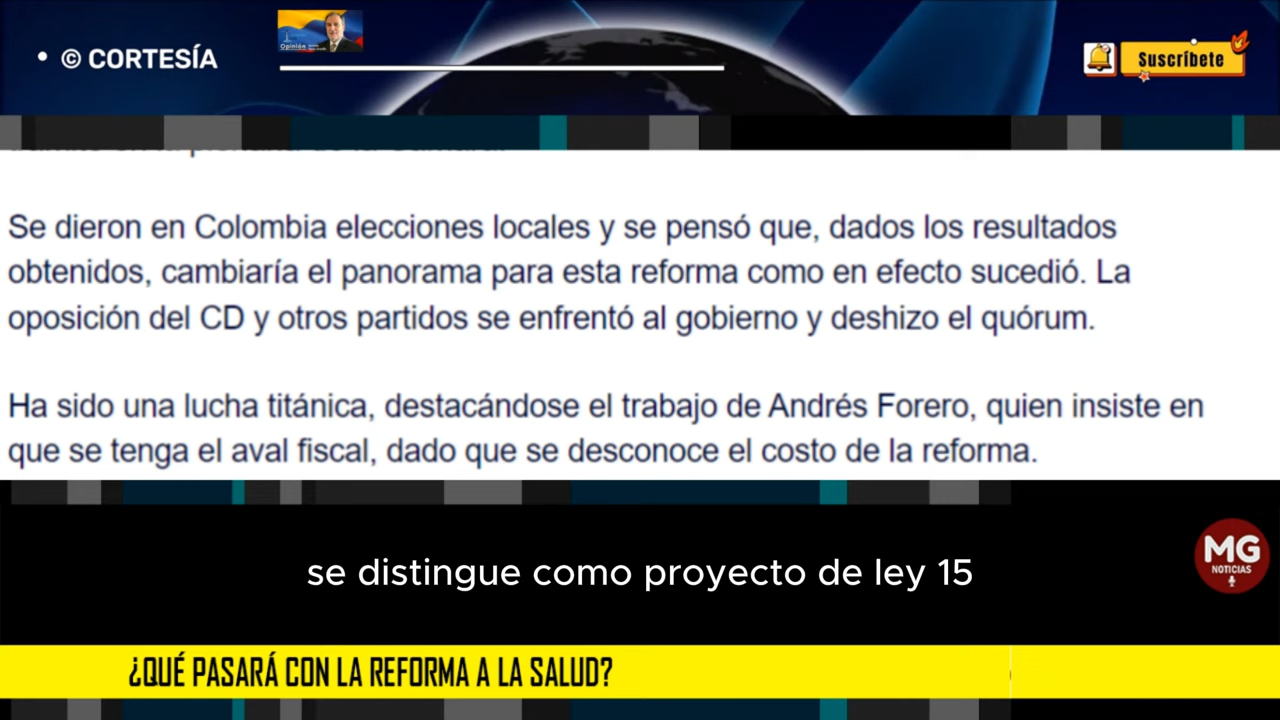 • © CORTESÍA
Opinión
Suscríbete
Se dieron en Colombia elecciones locales y se pensó que, dados los resultados
obtenidos, cambiaría el panorama para esta reforma como en efecto sucedió. La
oposición del CD y otros partidos se enfrentó al gobierno y deshizo el quórum.
Ha sido una lucha titánica, destacándose el trabajo de Andrés Forero, quien insiste en
que se tenga el aval fiscal, dado que se desconoce el costo de la reforma.
se distingue como proyecto de ley 15
MG
NOTICIAS
¿QUÉ PASARÁ CON LA REFORMA A LA SALUD?